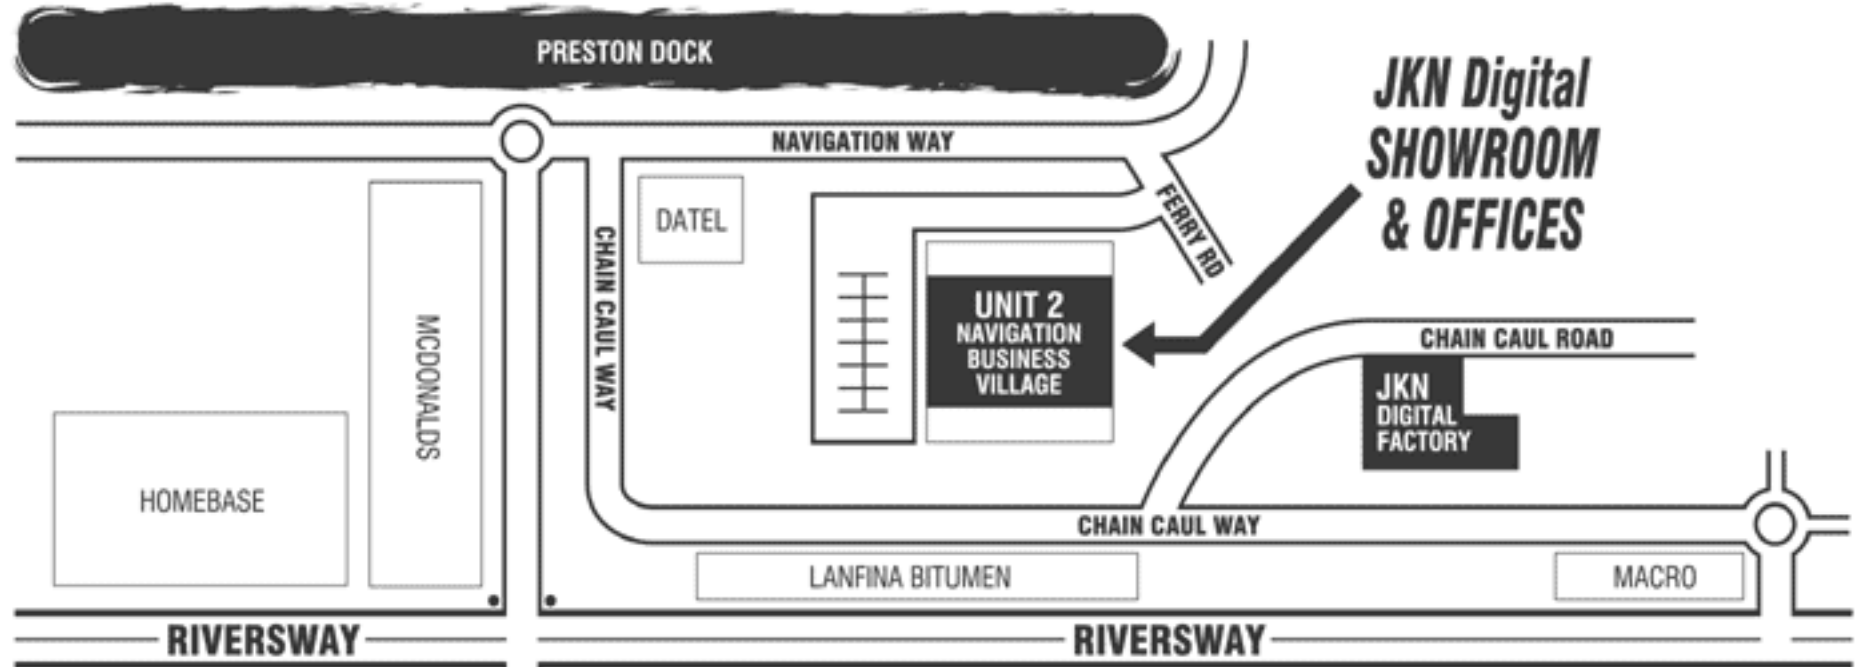 PRESTON DOCK
JKN Digital
SHOWROOM
& OFFICES
NAVIGATION WAY
FERRY RD
DATEL
CHAIN CAUL WAY
MCDONALDS
UNIT 2
NAVIGATION
BUSINESS
VILLAGE
CHAIN CAUL ROAD
JKN
DIGITAL
FACTORY
HOMEBASE
CHAIN CAUL WAY
LANFINA BITUMEN
MACRO
RIVERSWAY
RIVERSWAY